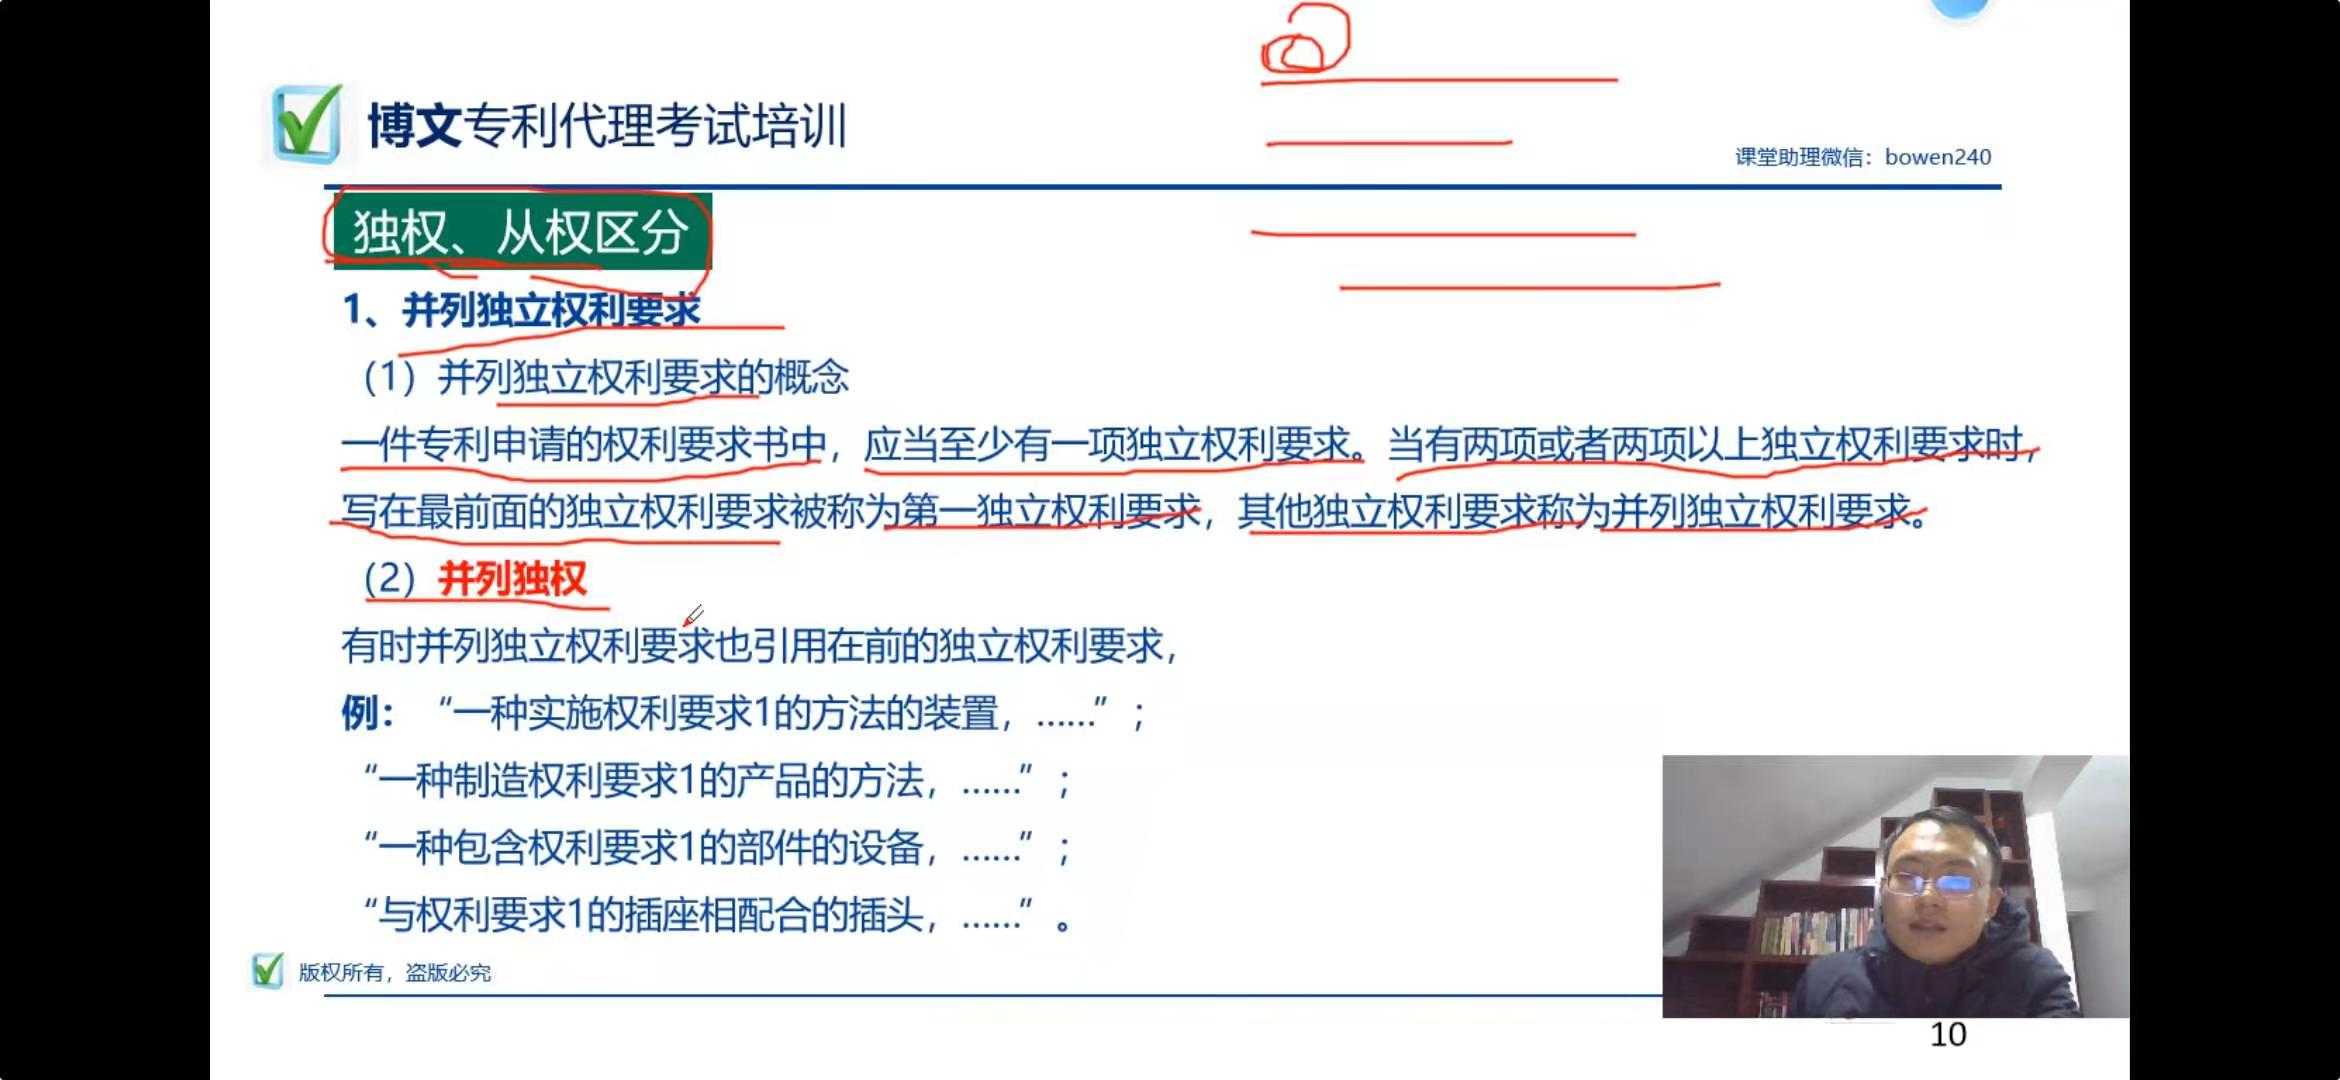 博文专利代理考试培训
课堂助理微信：bowen240
独权、从权区分
1、并列独立权利要求
（1）并列独立权利要求的概念
一件专利申请的权利要求书中，应当至少有一项独立权利要求。当有两项或者两项以上独立权利要求时，
写在最前面的独立权利要求被称为第一独立权利要求，其他独立权利要求称为并列独立权利要求。
（2）并列独权
有时并列独立权利要求也引用在前的独立权利要求，
例：“一种实施权利要求1的方法的装置，……”；
“一种制造权利要求1的产品的方法，……”；
“一种包含权利要求1的部件的设备，……”；
“与权利要求1的插座相配合的插头，……”。
版权所有，盗版必究
10